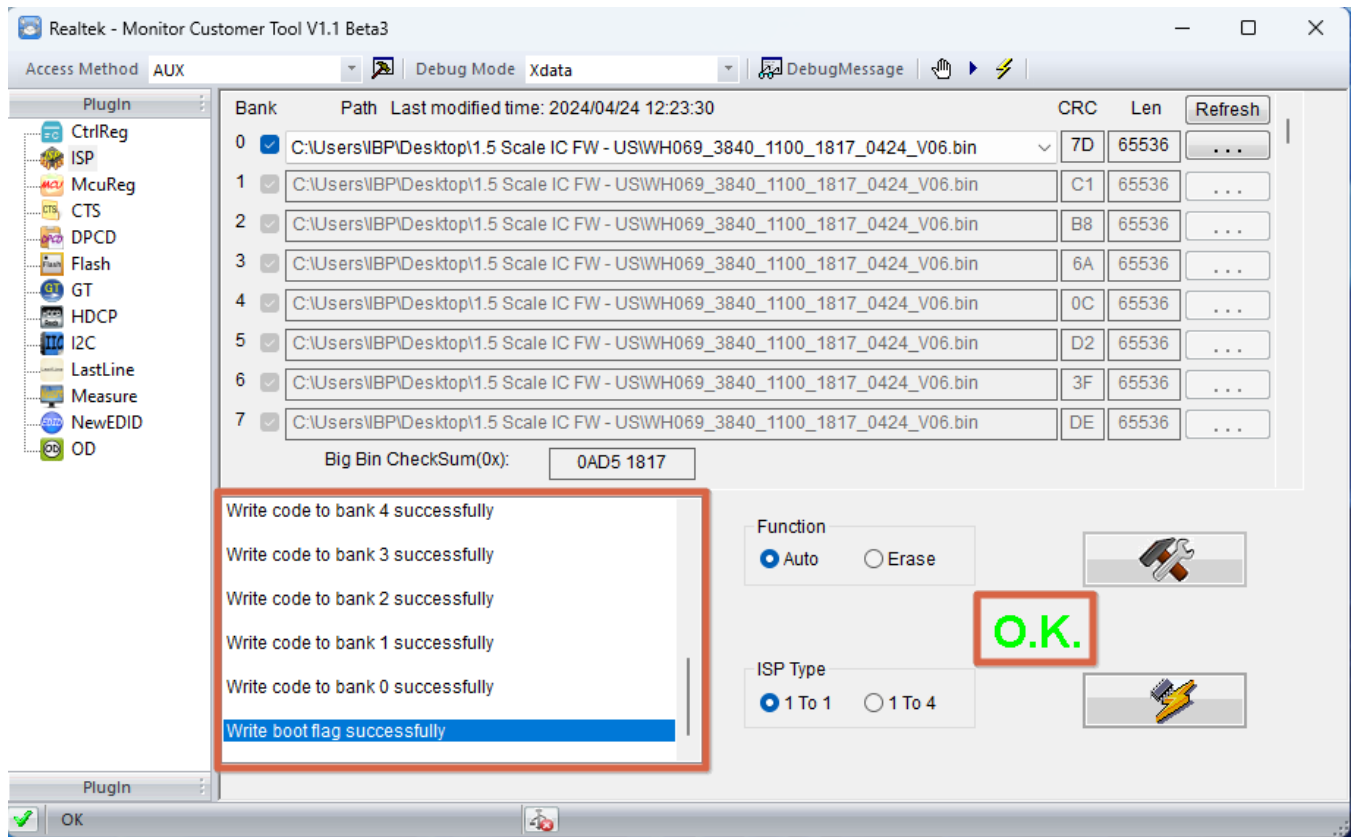 Realtek - Monitor Customer Tool V1.1 Beta3
Access Method AUX Debug Mode Xdata DebugMessage
PlugIn
CtrlReg
ISP
McuReg
CTS
DPCD
Flash
GT
HDCP
I2C
LastLine
Measure
NewEDID
OD
PlugIn
Bank Path Last modified time: 2024/04/24 12:23:30 CRC Len Refresh
0 C:\Users\IBP\Desktop\1.5 Scale IC FW - US\WH069_3840_1100_1817_0424_V06.bin 7D 65536 ...
1 C:\Users\IBP\Desktop\1.5 Scale IC FW - US\WH069_3840_1100_1817_0424_V06.bin C1 65536 ...
2 C:\Users\IBP\Desktop\1.5 Scale IC FW - US\WH069_3840_1100_1817_0424_V06.bin B8 65536 ...
3 C:\Users\IBP\Desktop\1.5 Scale IC FW - US\WH069_3840_1100_1817_0424_V06.bin 6A 65536 ...
4 C:\Users\IBP\Desktop\1.5 Scale IC FW - US\WH069_3840_1100_1817_0424_V06.bin 0C 65536 ...
5 C:\Users\IBP\Desktop\1.5 Scale IC FW - US\WH069_3840_1100_1817_0424_V06.bin D2 65536 ...
6 C:\Users\IBP\Desktop\1.5 Scale IC FW - US\WH069_3840_1100_1817_0424_V06.bin 3F 65536 ...
7 C:\Users\IBP\Desktop\1.5 Scale IC FW - US\WH069_3840_1100_1817_0424_V06.bin DE 65536 ...
Big Bin CheckSum(0x): 0AD5 1817
Write code to bank 4 successfully
Write code to bank 3 successfully
Write code to bank 2 successfully
Write code to bank 1 successfully
Write code to bank 0 successfully
Write boot flag successfully
Function
Auto Erase
O.K.
ISP Type
1 To 1 1 To 4
OK